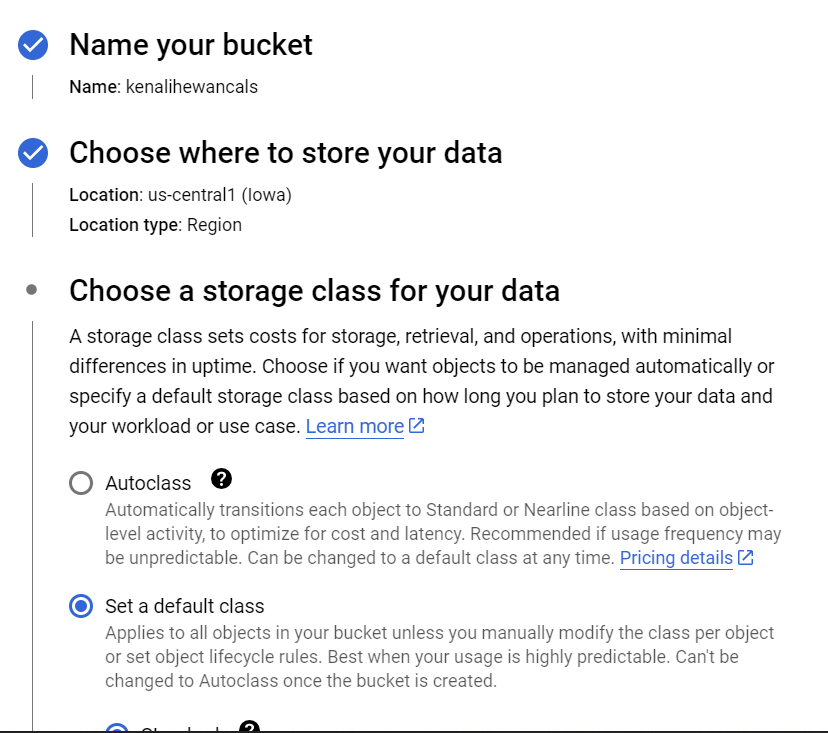 Name your bucket
Name: kenalihewancals
Choose where to store your data
Location: us-central1 (Iowa)
Location type: Region
Choose a storage class for your data
A storage class sets costs for storage, retrieval, and operations, with minimal
differences in uptime. Choose if you want objects to be managed automatically or
specify a default storage class based on how long you plan to store your data and
your workload or use case. Learn more
Autoclass ?
Automatically transitions each object to Standard or Nearline class based on object-
level activity, to optimize for cost and latency. Recommended if usage frequency may
be unpredictable. Can be changed to a default class at any time. Pricing details
Set a default class
Applies to all objects in your bucket unless you manually modify the class per object
or set object lifecycle rules. Best when your usage is highly predictable. Can't be
changed to Autoclass once the bucket is created.